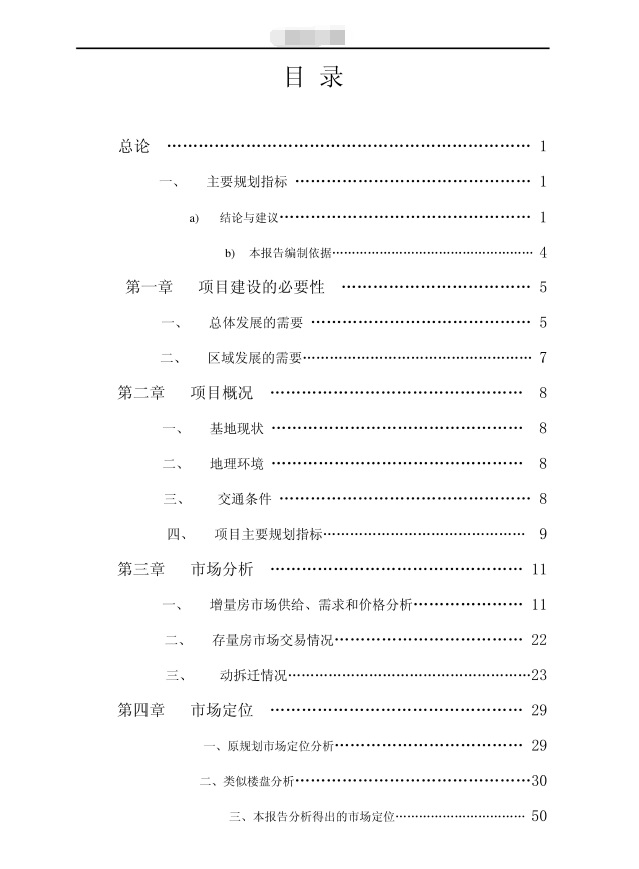 目 录
总论 ………………………………………………………… 1
一、 主要规划指标 …………………………………… 1
a) 结论与建议……………………………………… 1
b) 本报告编制依据……………………………………… 4
第一章 项目建设的必要性 ……………………………… 5
一、 总体发展的需要 ………………………………… 5
二、 区域发展的需要…………………………………… 7
第二章 项目概况 ……………………………………… 8
一、 基地现状 ……………………………………… 8
二、 地理环境 ……………………………………… 8
三、 交通条件 ……………………………………… 8
四、 项目主要规划指标……………………………… 9
第三章 市场分析 ……………………………………… 11
一、 增量房市场供给、需求和价格分析……………… 11
二、 存量房市场交易情况…………………………… 22
三、 动拆迁情况……………………………………23
第四章 市场定位 ……………………………………… 29
一、原规划市场定位分析…………………………… 29
二、类似楼盘分析……………………………………30
三、本报告分析得出的市场定位………………………… 50